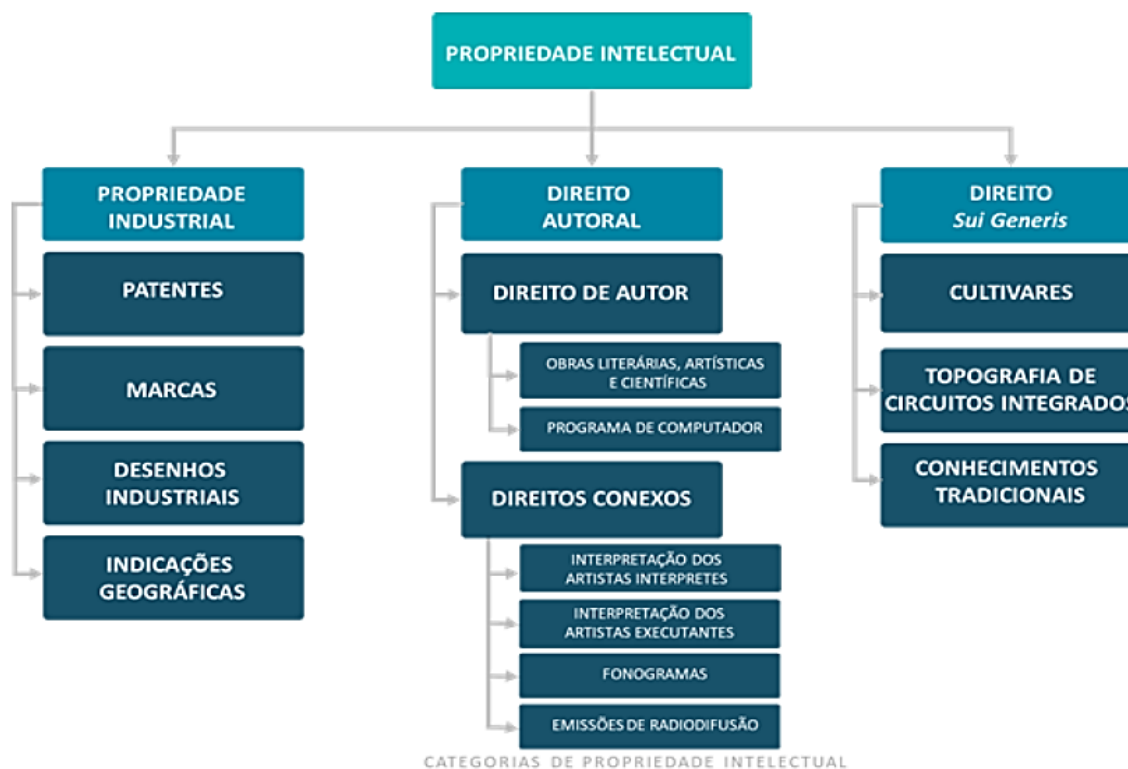 PROPRIEDADE INTELECTUAL
PROPRIEDADE
INDUSTRIAL
PATENTES
MARCAS
DESENHOS
INDUSTRIAIS
INDICAÇÕES
GEOGRÁFICAS
DIREITO
AUTORAL
DIREITO DE AUTOR
OBRAS LITERÁRIAS, ARTÍSTICAS
E CIENTÍFICAS
PROGRAMA DE COMPUTADOR
DIREITOS CONEXOS
INTERPRETAÇÃO DOS
ARTISTAS INTERPRETES
INTERPRETAÇÃO DOS
ARTISTAS EXECUTANTES
FONOGRAMAS
EMISSÕES DE RADIODIFUSÃO
DIREITO
Sui Generis
CULTIVARES
TOPOGRAFIA DE
CIRCUITOS INTEGRADOS
CONHECIMENTOS
TRADICIONAIS
CATEGORIAS DE PROPRIEDADE INTELECTUAL